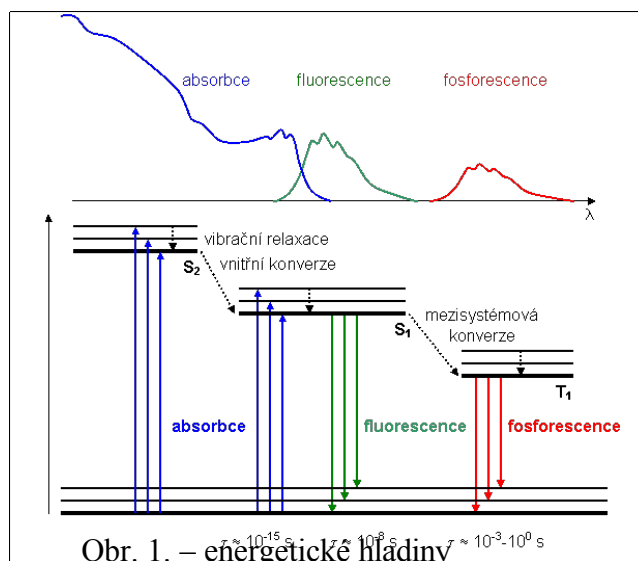 absorbce fluorescence fosforescence
λ
vibrační relaxace
S₂ vnitřní konverze
S₁ mezisystémová
konverze
T₁
absorbce fluorescence fosforescence
τ ≈ 10⁻¹⁵ s τ ≈ 10⁻⁸ s τ ≈ 10⁻³-10⁰ s
Obr. 1. – energetické hladiny